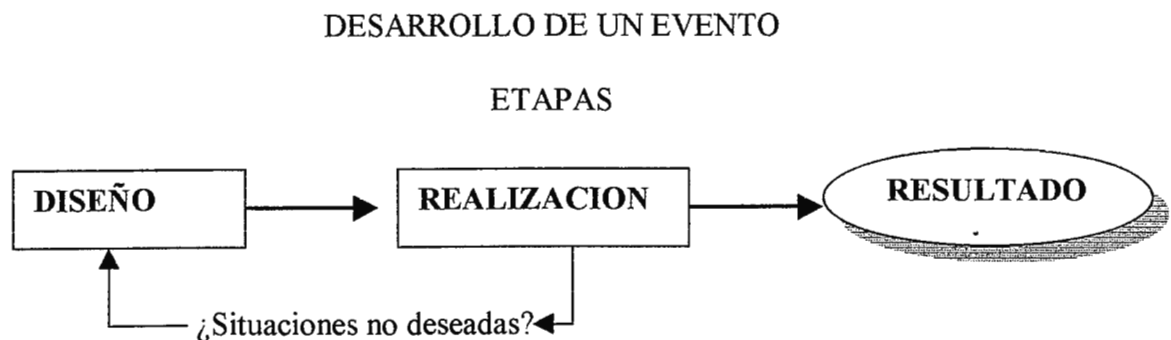 DESARROLLO DE UN EVENTO
ETAPAS
DISEÑO
REALIZACION
RESULTADO
¿Situaciones no deseadas?